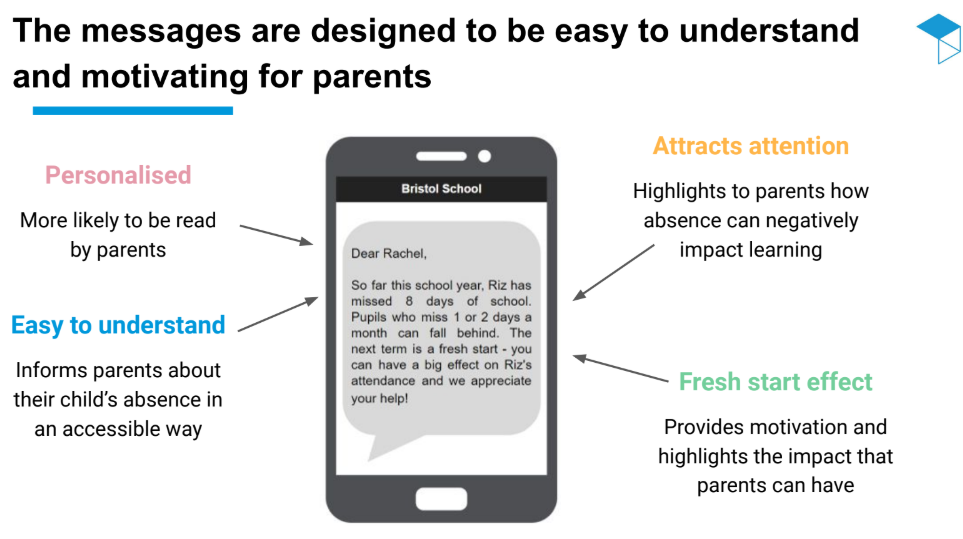 The messages are designed to be easy to understand
and motivating for parents
Personalised
More likely to be read
by parents
Easy to understand
Informs parents about
their child's absence in
an accessible way
Bristol School
Dear Rachel,
So far this school year, Riz has
missed 8 days of school.
Pupils who miss 1 or 2 days a
month can fall behind. The
next term is a fresh start - you
can have a big effect on Riz's
attendance and we appreciate
your help!
Attracts attention
Highlights to parents how
absence can negatively
impact learning
Fresh start effect
Provides motivation and
highlights the impact that
parents can have